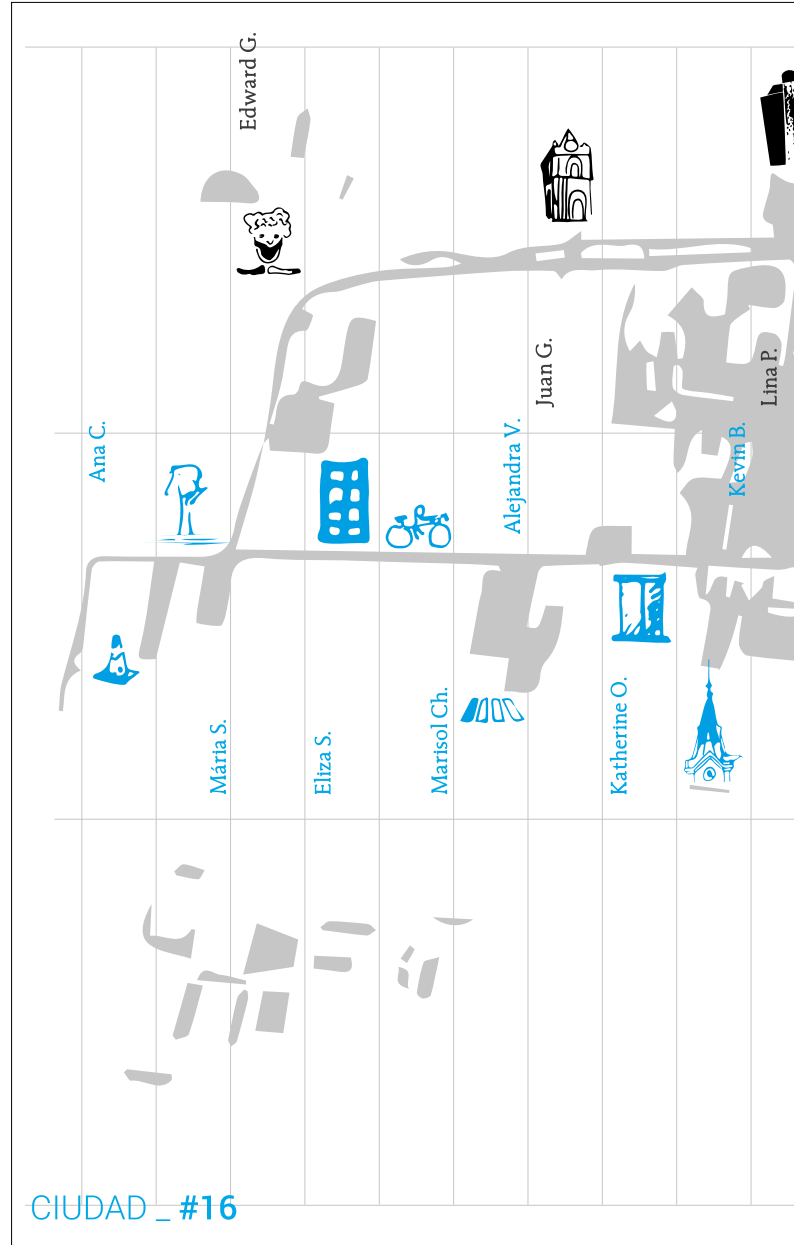 Edward G.
Juan G.
Lina P.
Ana C.
Alejandra V.
Kevin B.
Mária S.
Eliza S.
Marisol Ch.
Katherine O.
CIUDAD _ #16